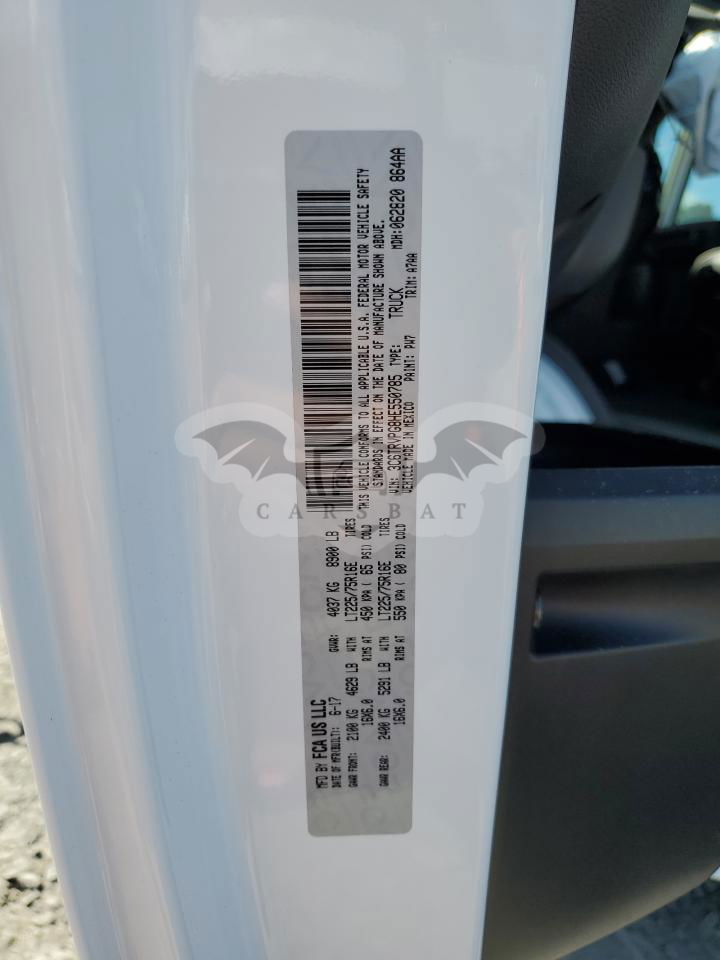 MFD BY FCA US LLC
DATE OF MFR(BUILT): 6-17 GVWR: 4037 KG 8900 LB
GAWR FRONT: 2100 KG 4629 LB WITH LT225/75R16E TIRES
16X6.0 RIMS AT 450 KPA ( 65 PSI) COLD
GAWR REAR: 2400 KG 5291 LB WITH LT225/75R16E TIRES
16X6.0 RIMS AT 550 KPA ( 80 PSI) COLD
THIS VEHICLE CONFORMS TO ALL APPLICABLE U.S.A. FEDERAL MOTOR VEHICLE SAFETY
STANDARDS IN EFFECT ON THE DATE OF MANUFACTURE SHOWN ABOVE.
VIN: 3C6TRVPG8HE550785 TYPE: TRUCK MDH:062820 864AA
VEHICLE MADE IN MEXICO PAINT: PW7 TRIM: A7AA
CARSBAT